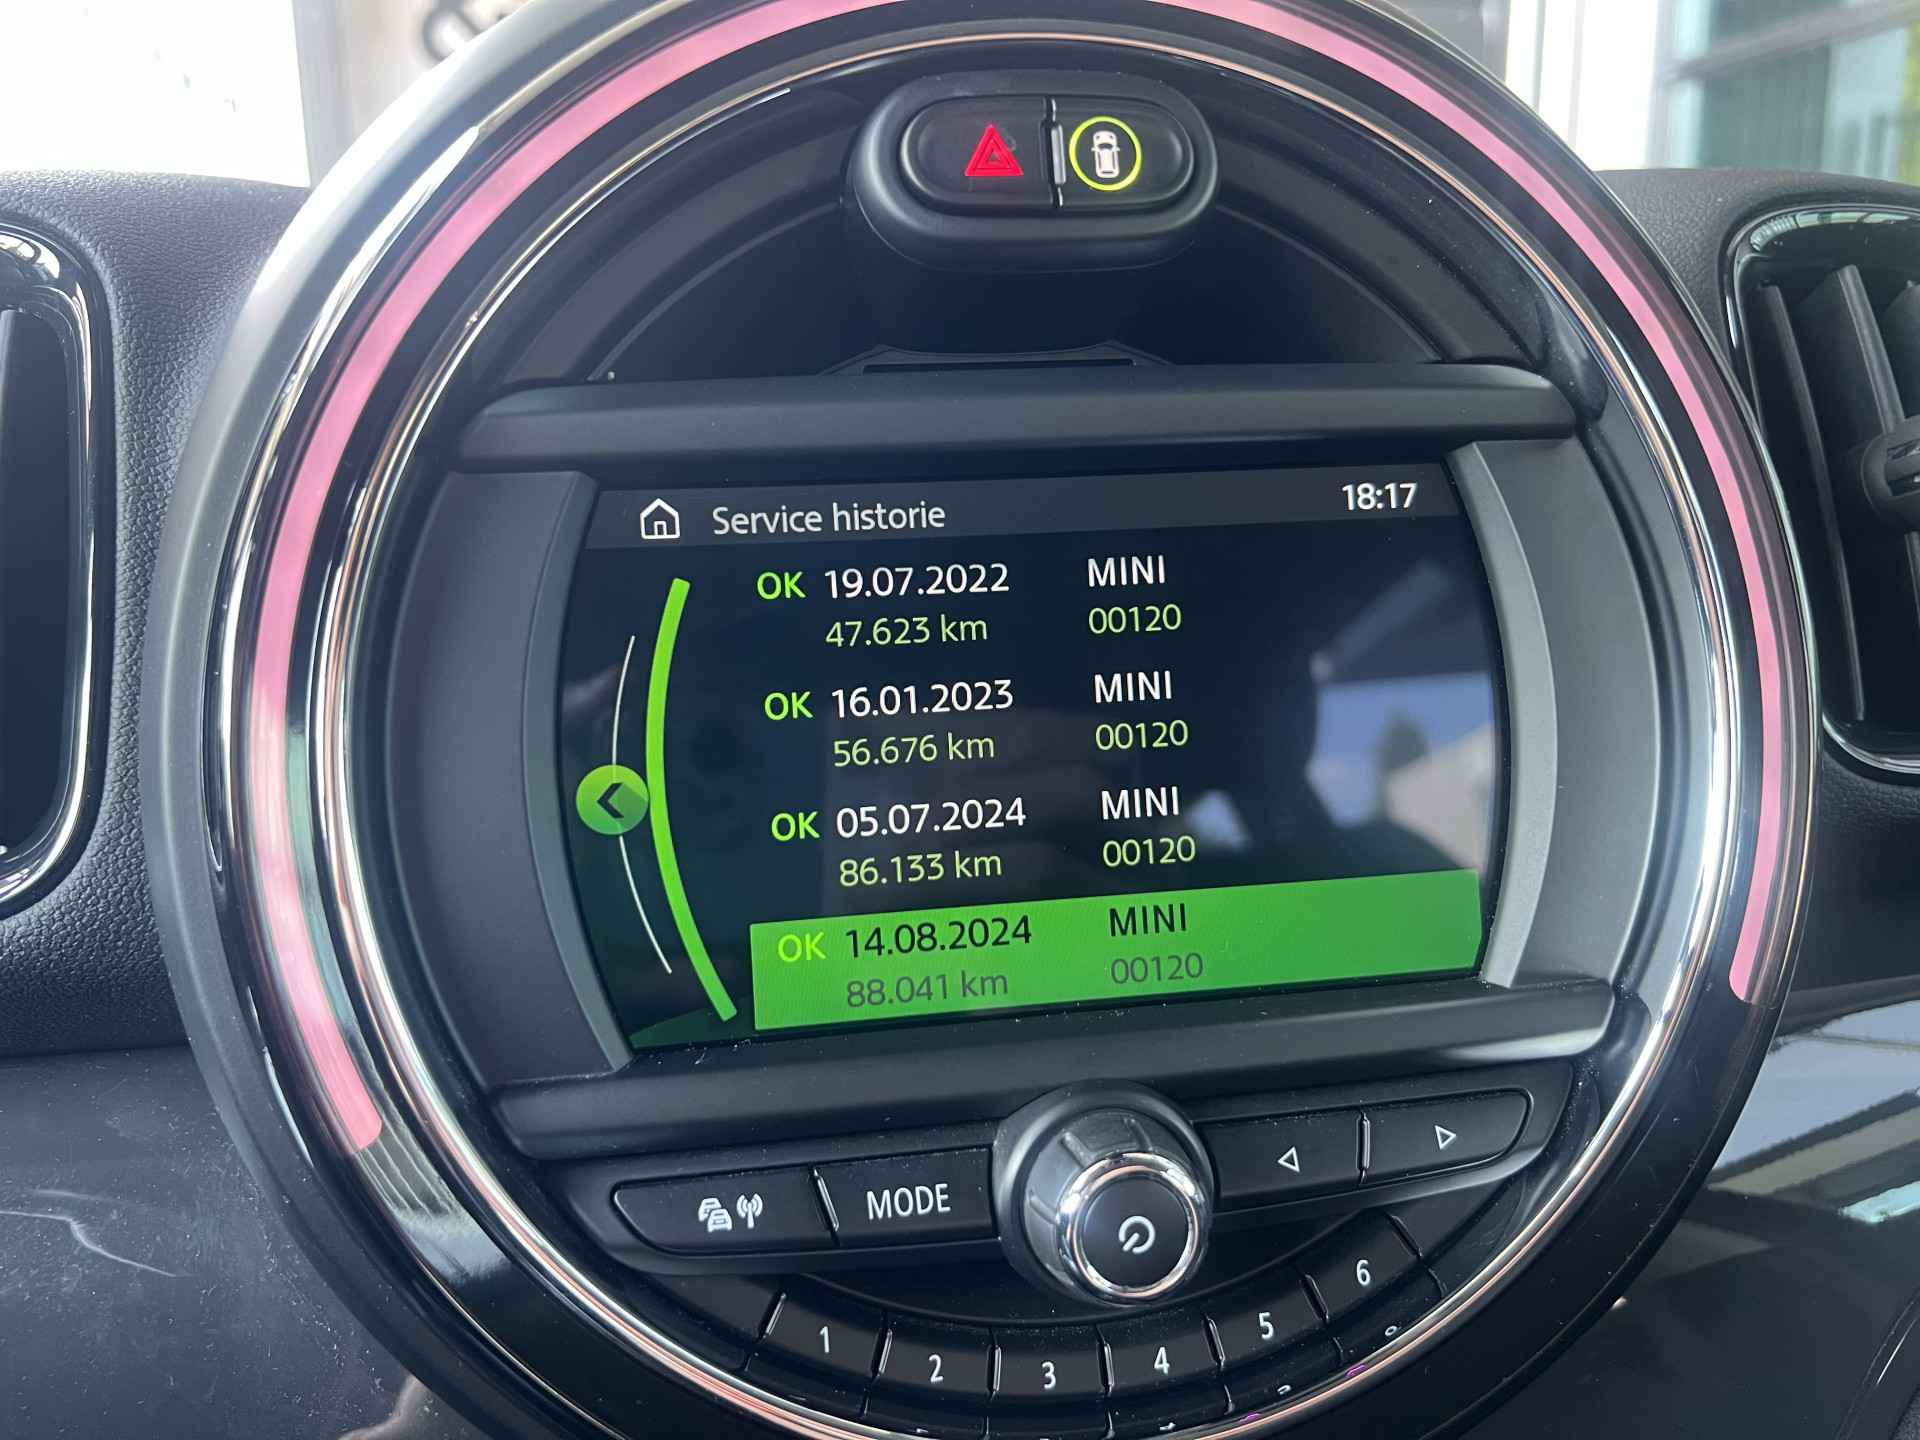 Service historie 18:17
OK 19.07.2022 MINI
47.623 km 00120
OK 16.01.2023 MINI
56.676 km 00120
OK 05.07.2024 MINI
86.133 km 00120
OK 14.08.2024 MINI
88.041 km 00120
MODE
1 2 3 4 5 6